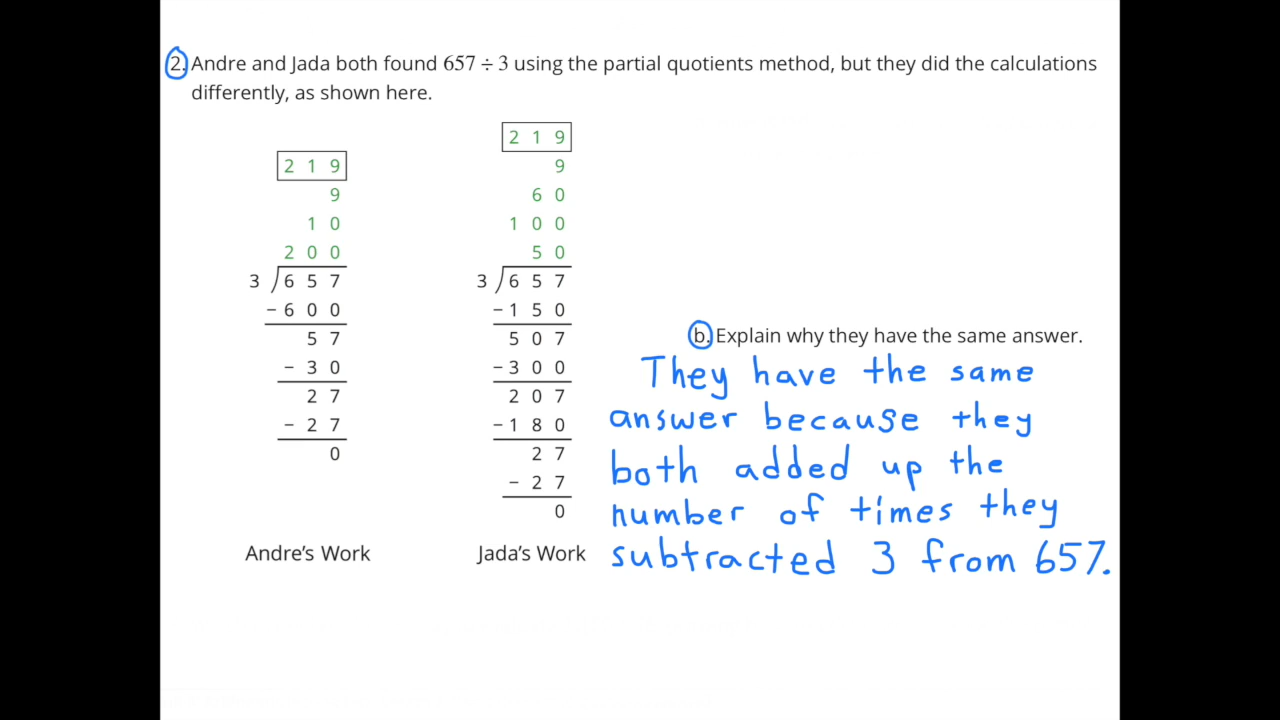 2. Andre and Jada both found 657 ÷ 3 using the partial quotients method, but they did the calculations
differently, as shown here.
2 1 9
9
1 0
2 0 0
3 6 5 7
- 6 0 0
5 7
- 3 0
2 7
- 2 7
0
Andre's Work
2 1 9
9
6 0
1 0 0
5 0
3 6 5 7
- 1 5 0
5 0 7
- 3 0 0
2 0 7
- 1 8 0
2 7
- 2 7
0
Jada's Work
b. Explain why they have the same answer.
They have the same
answer because they
both added up the
number of times they
subtracted 3 from 657.